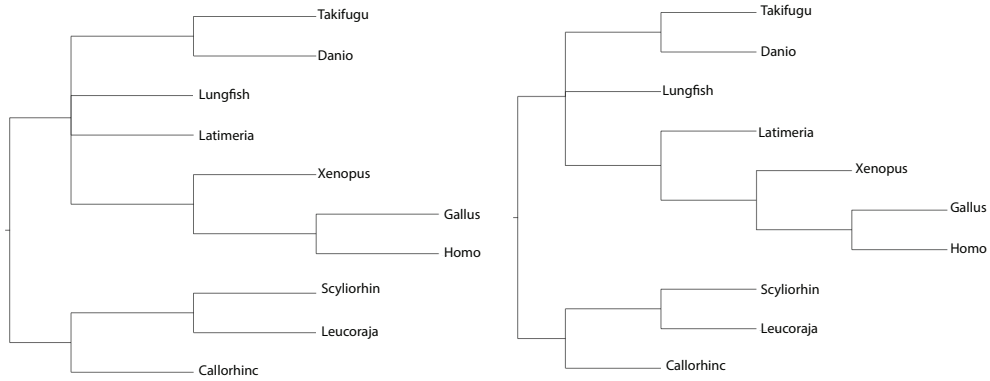 Takifugu
Danio
Lungfish
Latimeria
Xenopus
Gallus
Homo
Scyliorhin
Leucoraja
Callorhinc
Takifugu
Danio
Lungfish
Latimeria
Xenopus
Gallus
Homo
Scyliorhin
Leucoraja
Callorhinc